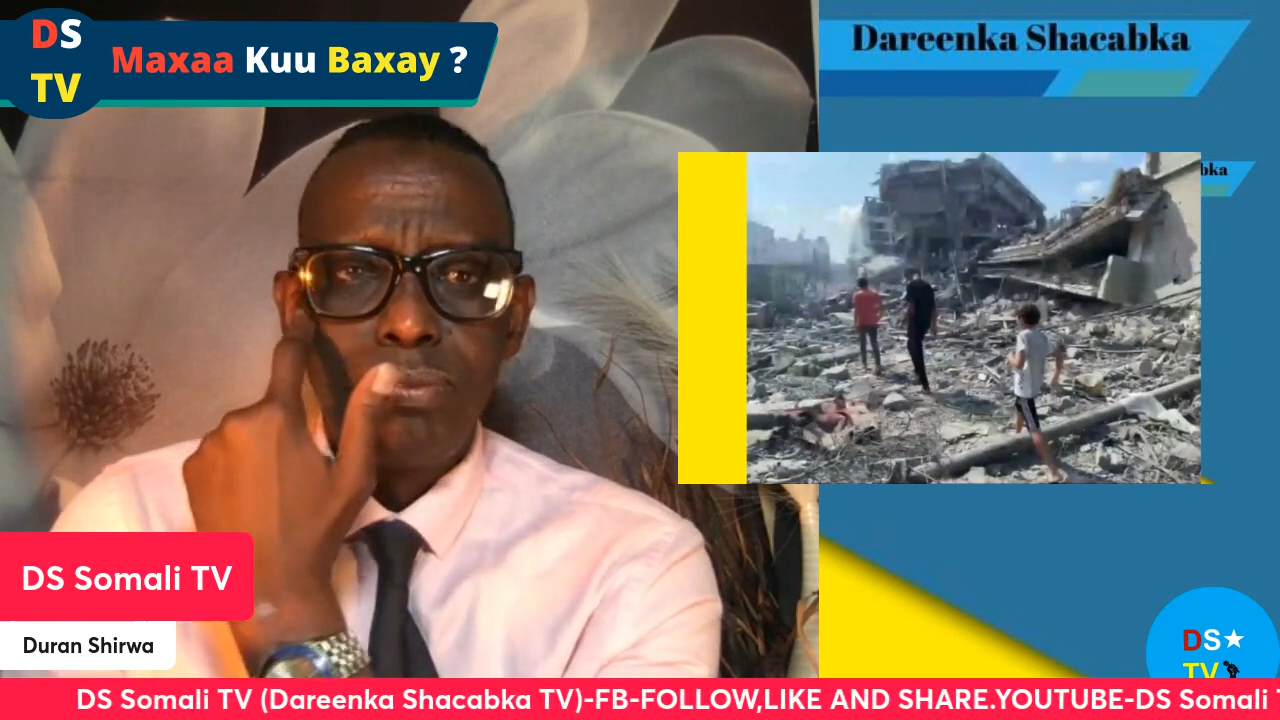 DS
TV
Maxaa Kuu Baxay ?
Dareenka Shacabka
bka
DS Somali TV
Duran Shirwa
DS★
TV
DS Somali TV (Dareenka Shacabka TV)-FB-FOLLOW,LIKE AND SHARE.YOUTUBE-DS Somali